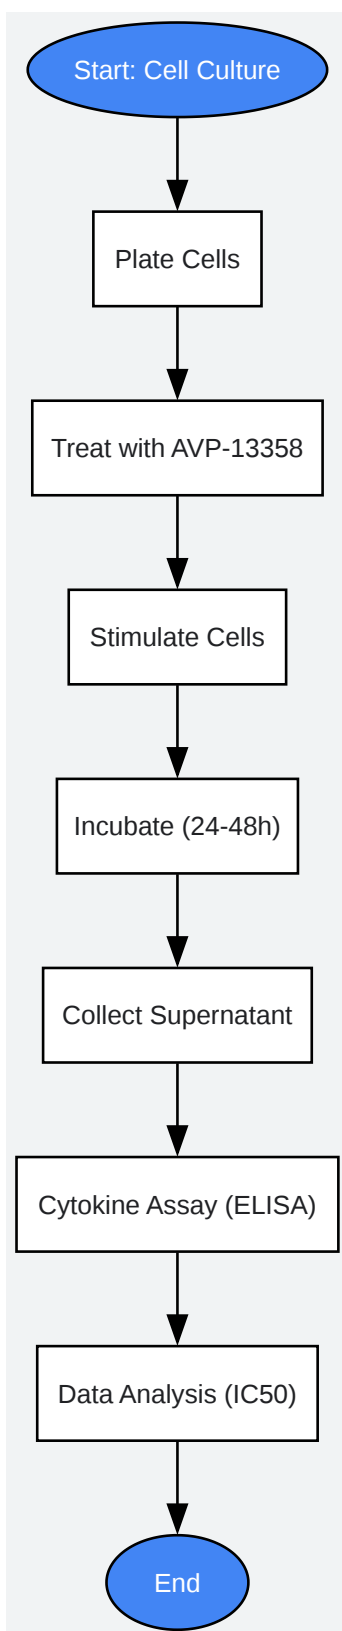 Start: Cell Culture
Plate Cells
Treat with AVP-13358
Stimulate Cells
Incubate (24-48h)
Collect Supernatant
Cytokine Assay (ELISA)
Data Analysis (IC50)
End